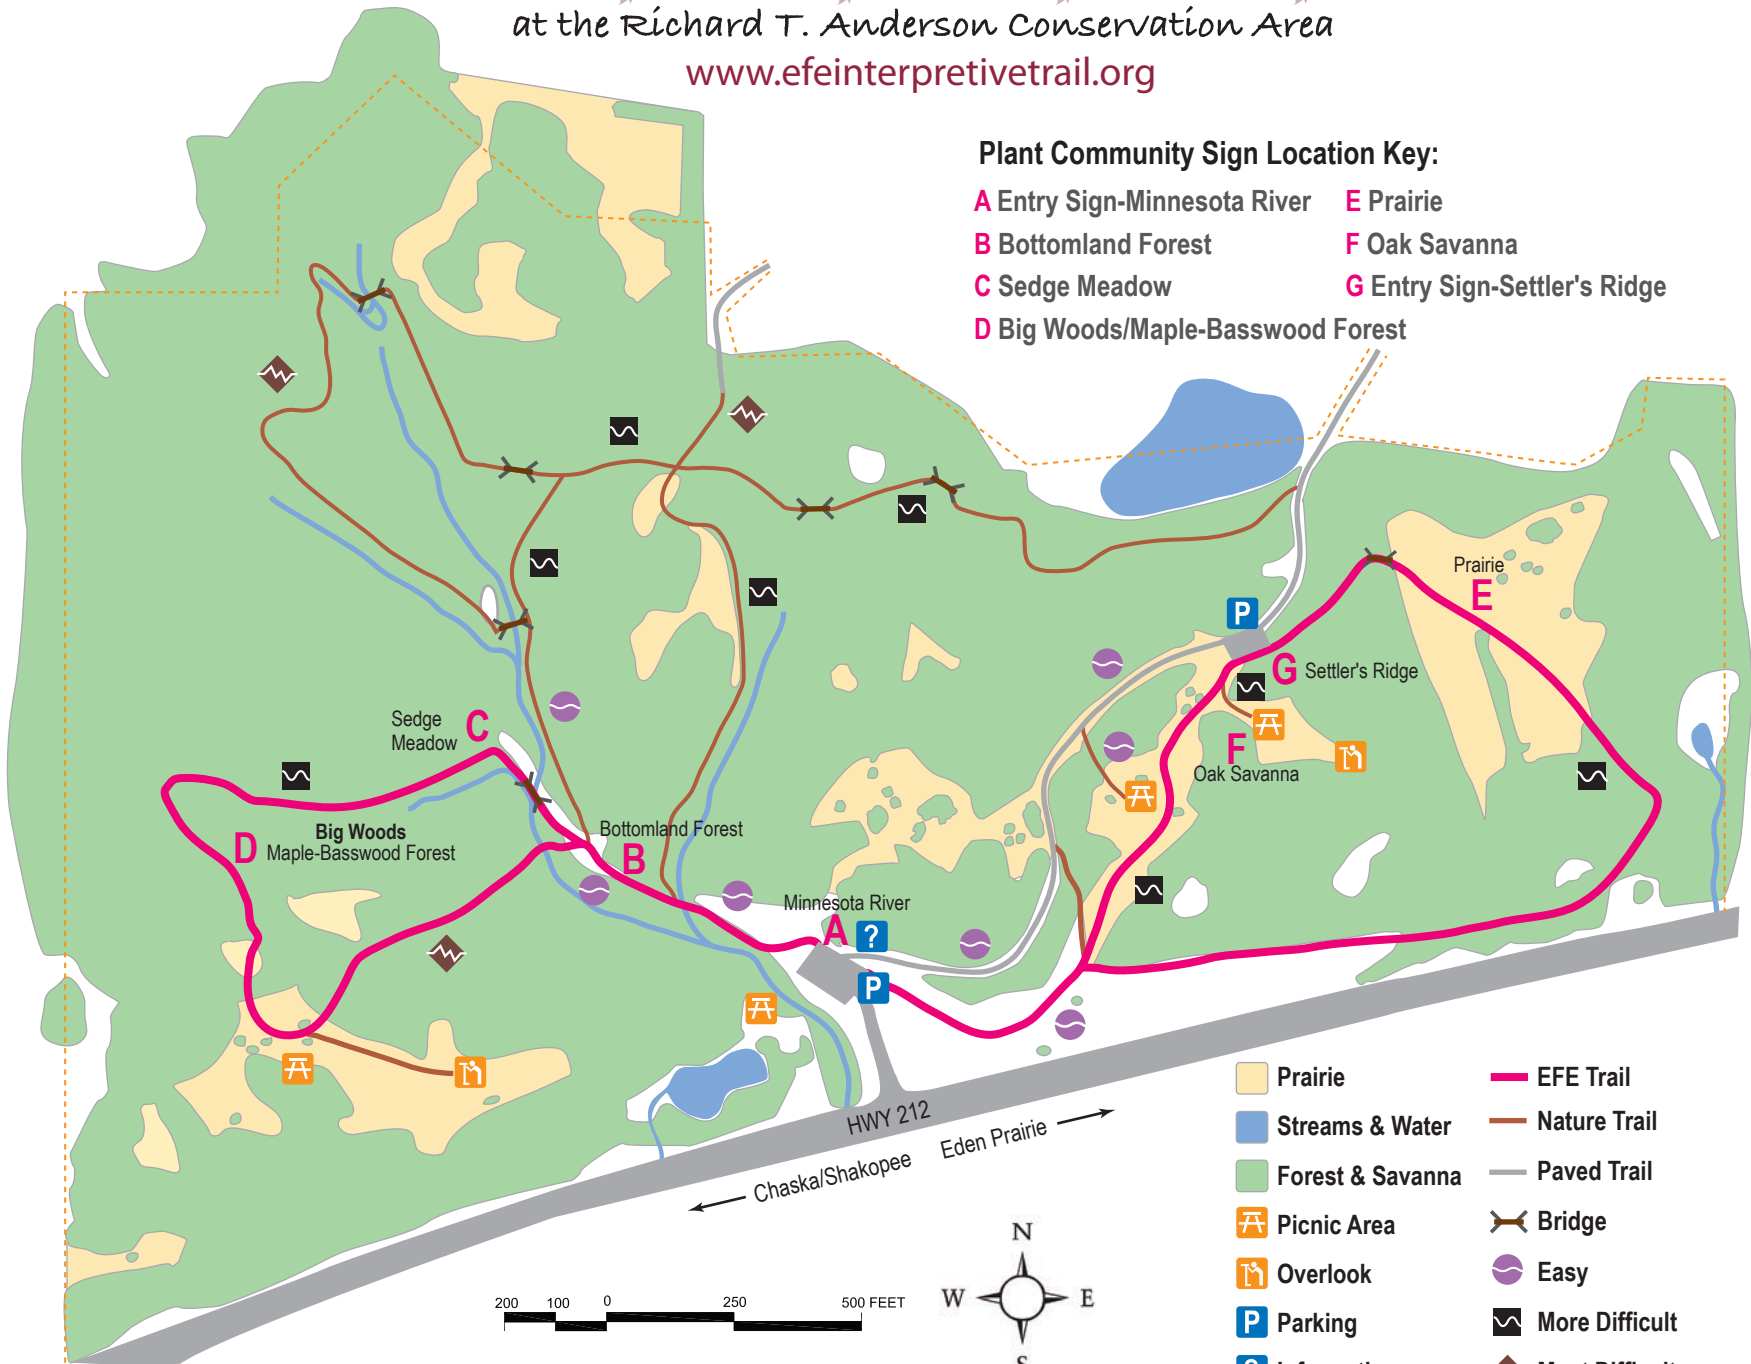 at the Richard T. Anderson Conservation Area
www.efeinterpretivetrail.org
Plant Community Sign Location Key:
A Entry Sign-Minnesota River
E Prairie
B Bottomland Forest
F Oak Savanna
C Sedge Meadow
G Entry Sign-Settler's Ridge
D Big Woods/Maple-Basswood Forest
Prairie
E
P
G Settler's Ridge
Sedge
Meadow
C
F
Oak Savanna
Big Woods
D Maple-Basswood Forest
Bottomland Forest
B
Minnesota River
A ?
P
HWY 212
Eden Prairie
Chaska/Shakopee
Prairie
EFE Trail
Streams & Water
Nature Trail
Forest & Savanna
Paved Trail
Picnic Area
Bridge
Overlook
Easy
P Parking
More Difficult
N
W E
S
200 100 0 250 500 FEET